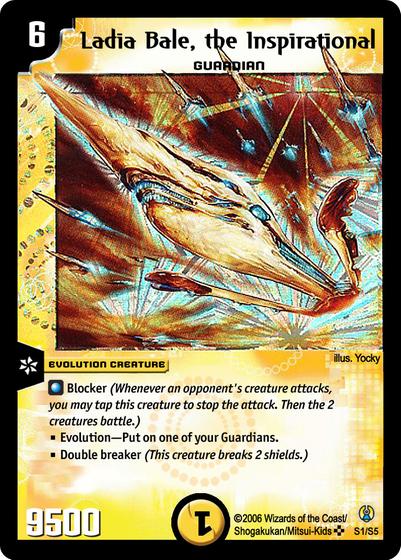 6
Ladia Bale, the Inspirational
GUARDIAN
illus. Yocky
EVOLUTION CREATURE
Blocker (Whenever an opponent's creature attacks,
you may tap this creature to stop the attack. Then the 2
creatures battle.)
▪ Evolution—Put on one of your Guardians.
▪ Double breaker (This creature breaks 2 shields.)
9500
1
©2006 Wizards of the Coast/
Shogakukan/Mitsui-Kids S1/S5